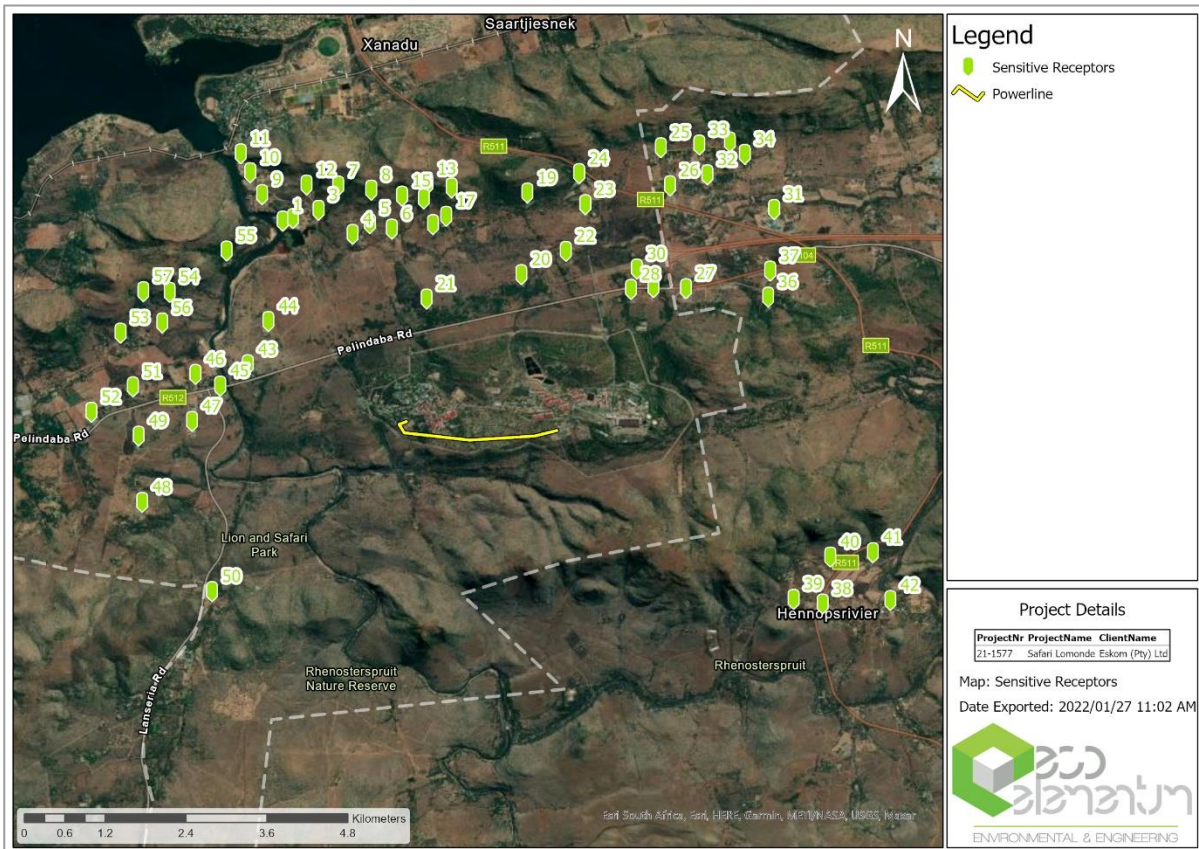 Saartjiesnek
Xanadu
N
R511
11
10
9
12
7
8
13
15
3
1
5
6
4
17
19
24
23
25
33
34
32
26
R511
31
55
22
20
21
30
28
27
37
36
R511
57
54
56
53
44
43
Pelindaba Rd
46
45
51
52
R512
47
49
Pelindaba Rd
48
Lion and Safari
Park
50
40
41
R511
39
38
42
Hennopsrivier
Rhenosterspruit
Nature Reserve
Rhenosterspruit
Lanseria Rd
Kilometers
0 0.6 1.2 2.4 3.6 4.8
Esri South Africa, Esri, HERE, Garmin, METI/NASA, USGS, Maxar
Legend
Sensitive Receptors
Powerline
Project Details
ProjectNr ProjectName ClientName
21-1577 Safari Lomonde Eskom (Pty) Ltd
Map: Sensitive Receptors
Date Exported: 2022/01/27 11:02 AM
eco
elementum
ENVIRONMENTAL & ENGINEERING